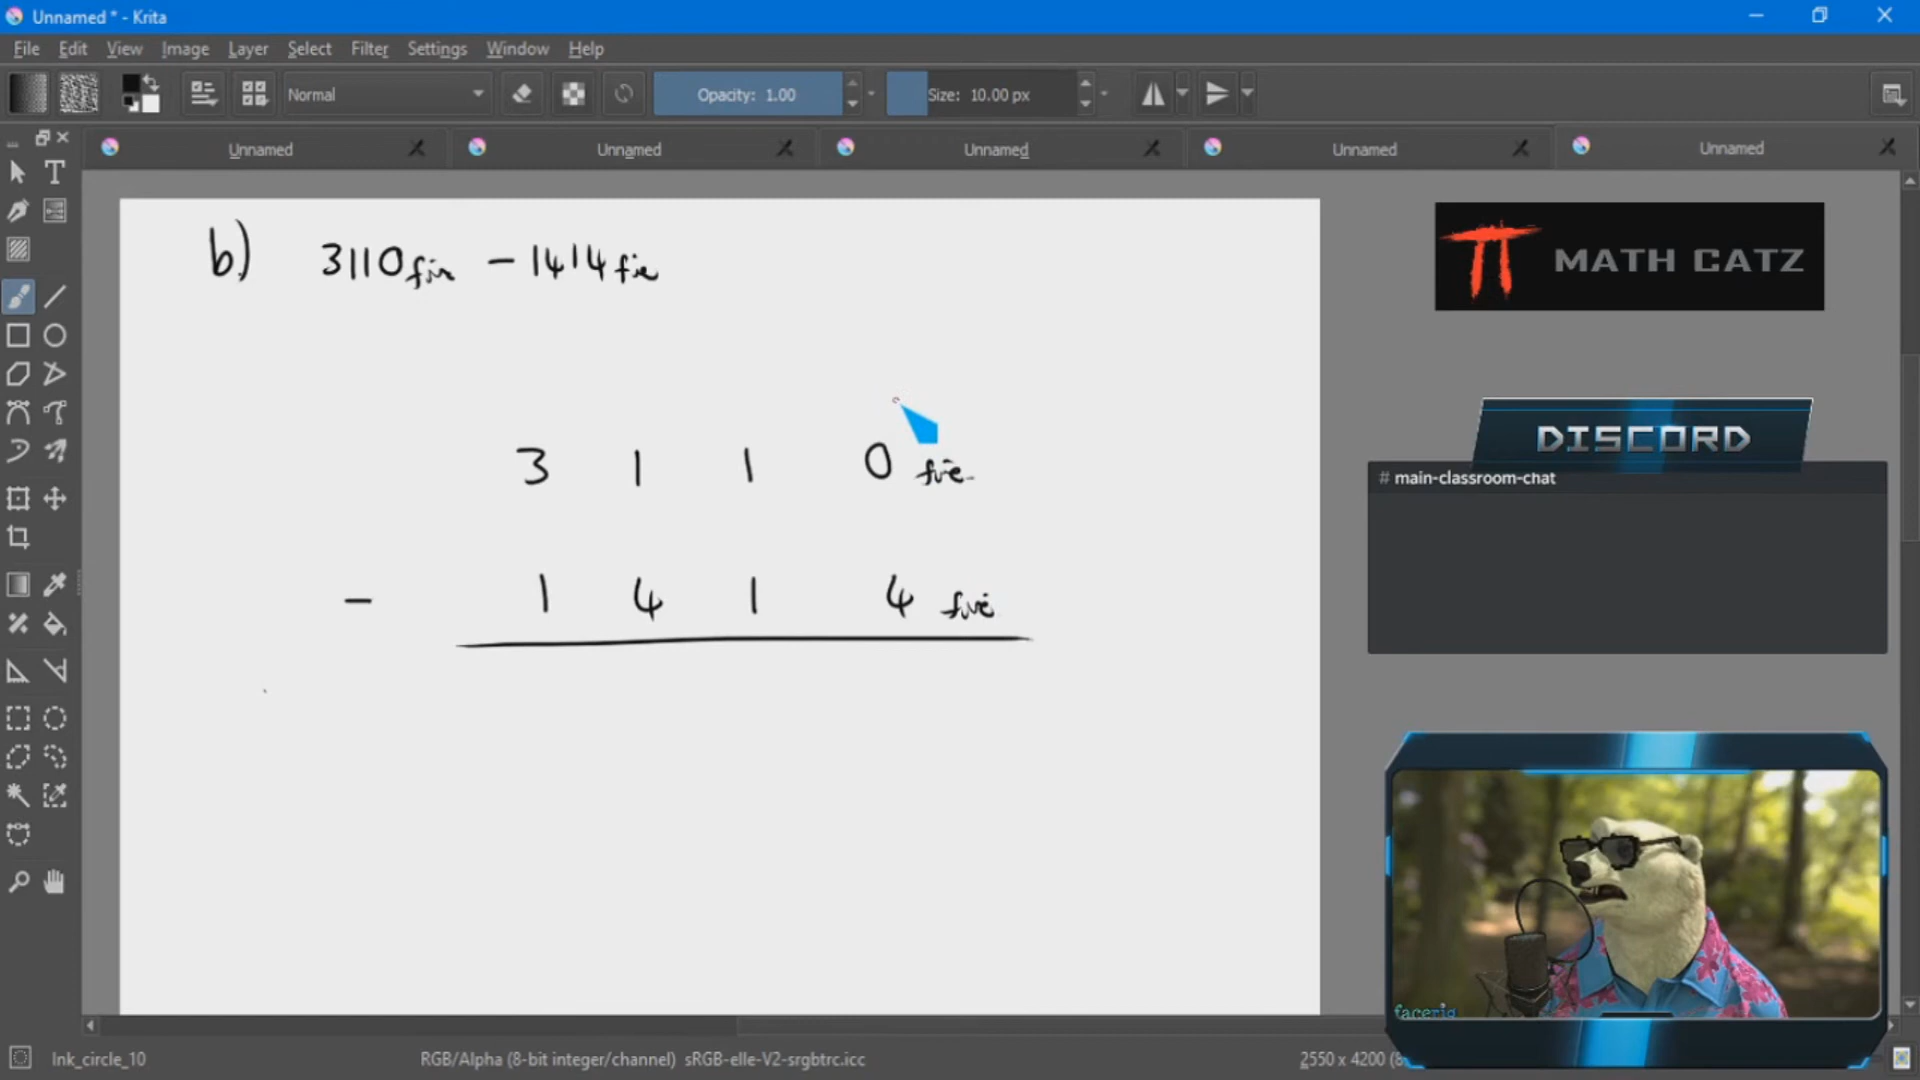 Unnamed * - Krita
File Edit View Image Layer Select Filter Settings Window Help
Normal Opacity: 1.00 Size: 10.00 px
Unnamed Unnamed Unnamed Unnamed Unnamed
b) 3110five - 1414five
MATH CATZ
3 1 1 0 five
- 1 4 1 4 five
DISCORD
# main-classroom-chat
facerig
Ink_circle_10 RGB/Alpha (8-bit integer/channel) sRGB-elle-V2-srgbtrc.icc 2550 x 4200 (8